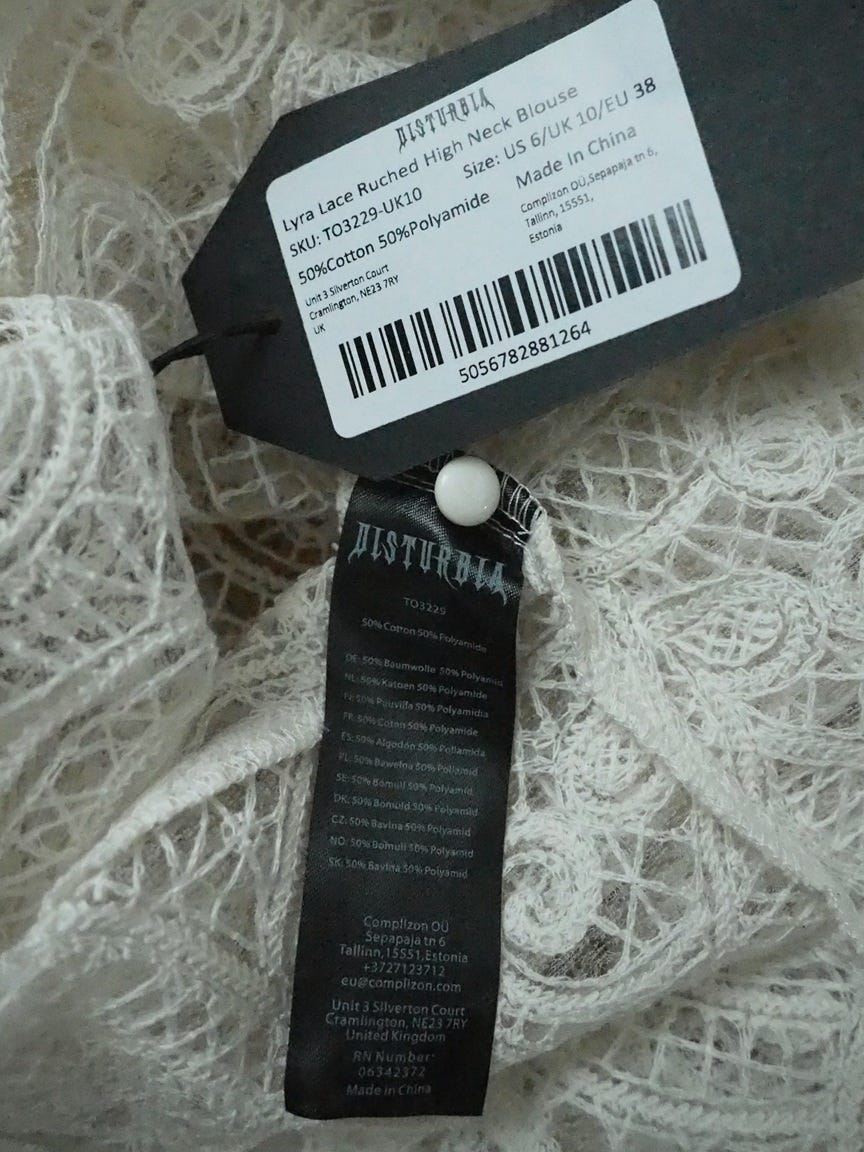 DISTURBIA
Lyra Lace Ruched High Neck Blouse
SKU: TO3229-UK10
Size: US 6/UK 10/EU 38
50%Cotton 50%Polyamide
Made In China
Unit 3 Silverton Court
Cramlington, NE23 7RY
UK
Complizon OÜ,Sepapaja tn 6,
Tallinn, 15551,
Estonia
5056782881264
DISTURBIA
TO3229
50% Cotton 50% Polyamide
DE: 50% Baumwolle 50% Polyamid
NL: 50% Katoen 50% Polyamide
FI: 50% Puuvilla 50% Polyamidia
FR: 50% Coton 50% Polyamide
ES: 50% Algodón 50% Poliamida
PL: 50% Bawełna 50% Poliamid
SE: 50% Bomull 50% Polyamid
DK: 50% Bomuld 50% Polyamid
CZ: 50% Bavlna 50% Polyamid
NO: 50% Bomull 50% Polyamid
SK: 50% Bavlna 50% Polyamid
Complizon OÜ
Sepapaja tn 6
Tallinn,15551,Estonia
+3727123712
eu@complizon.com
Unit 3 Silverton Court
Cramlington, NE23 7RY
United Kingdom
RN Number:
06342372
Made in China